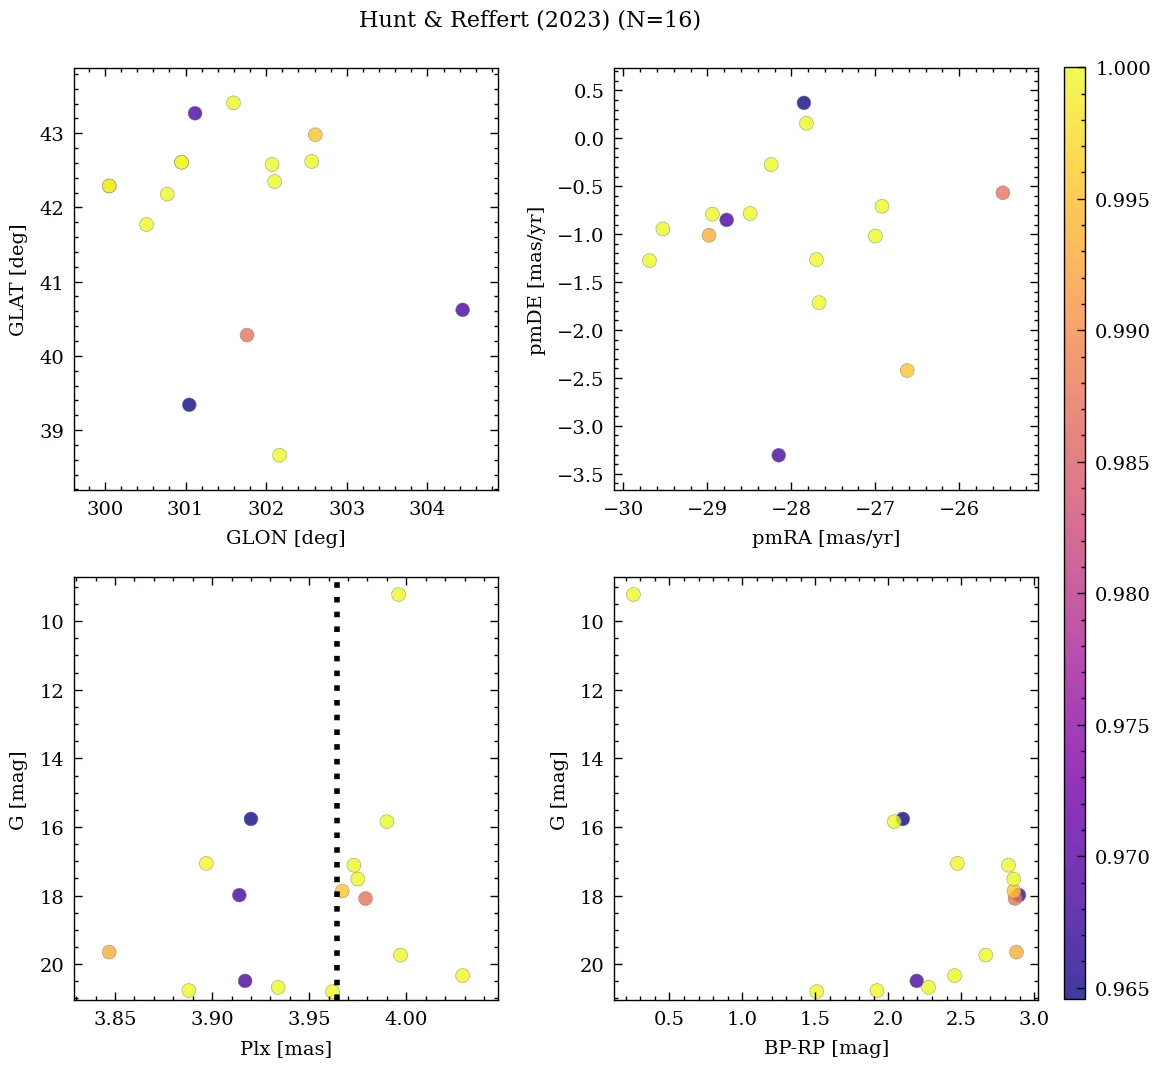 Hunt & Reffert (2023) (N=16)
43
42
41
40
39
GLAT [deg]
300 301 302 303 304
GLON [deg]
0.5
0.0
−0.5
−1.0
−1.5
−2.0
−2.5
−3.0
−3.5
pmDE [mas/yr]
−30 −29 −28 −27 −26
pmRA [mas/yr]
10
12
14
16
18
20
G [mag]
3.85 3.90 3.95 4.00
Plx [mas]
10
12
14
16
18
20
G [mag]
0.5 1.0 1.5 2.0 2.5 3.0
BP-RP [mag]
1.000
0.995
0.990
0.985
0.980
0.975
0.970
0.965